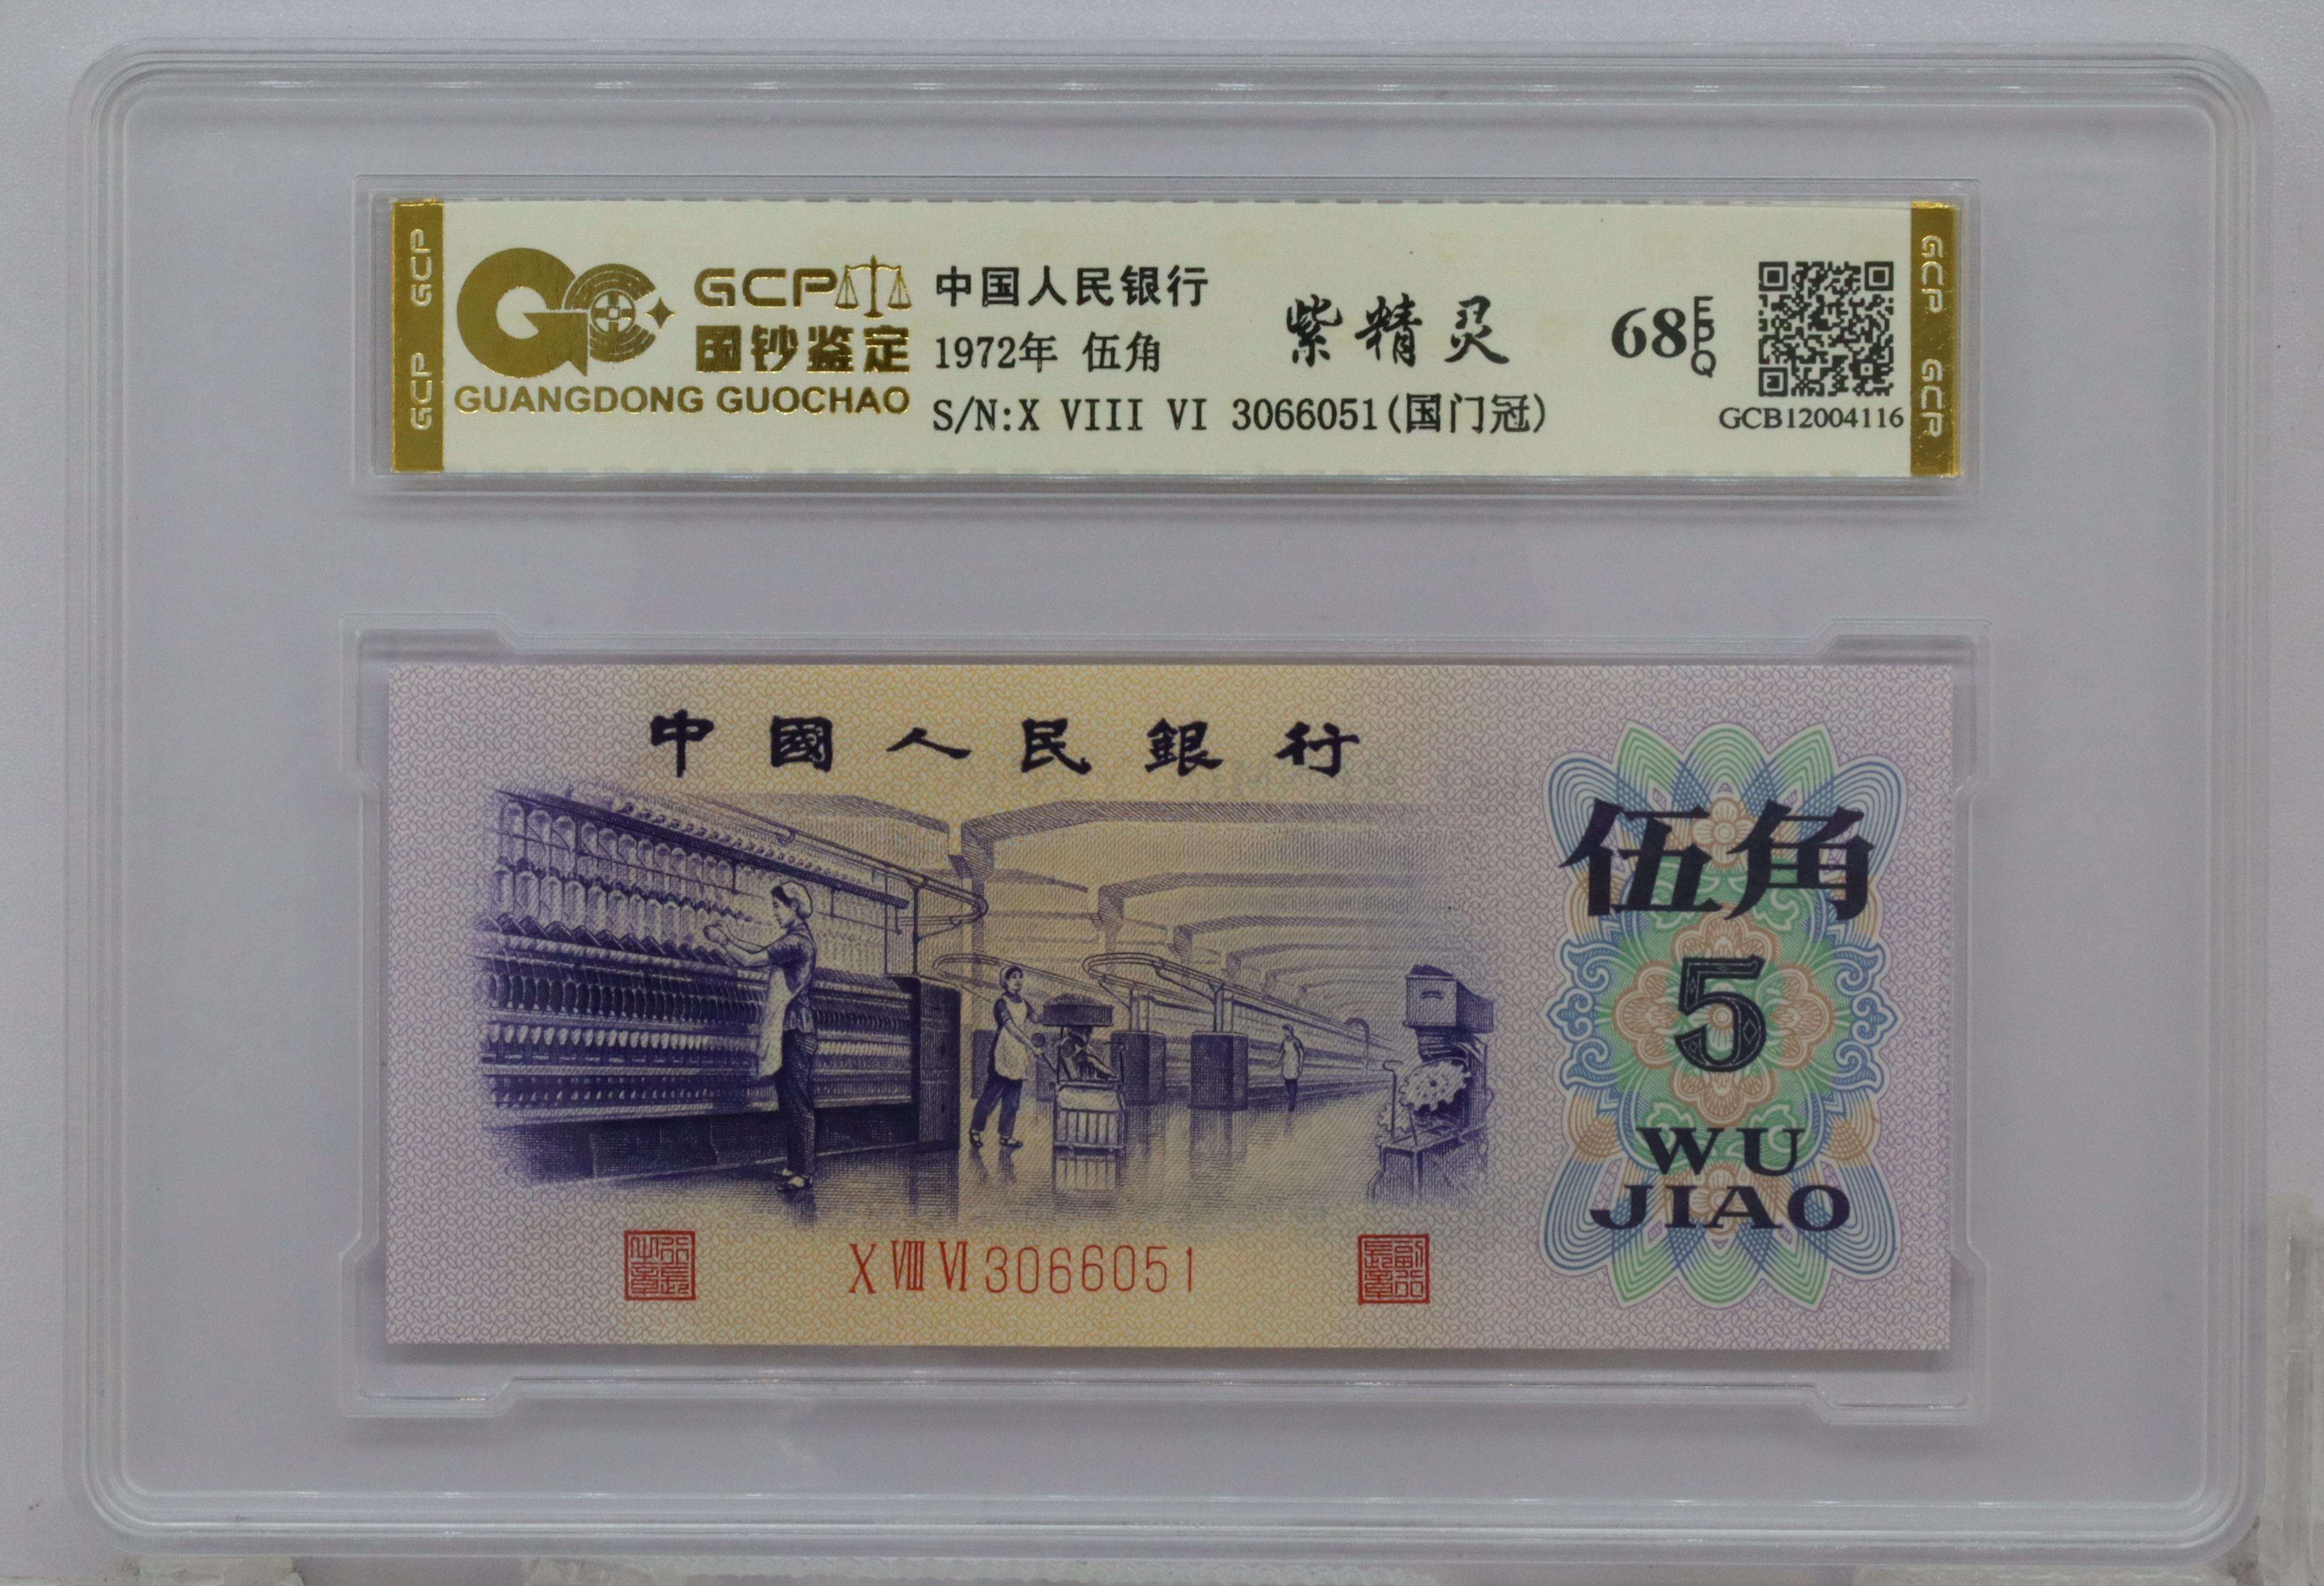 GCP GCP
GCP
国钞鉴定
GUANGDONG GUOCHAO
中国人民银行
1972年 伍角
S/N:X VIII VI 3066051(国门冠)
紫精灵
68 EPQ
GCB12004116
GCP GCP
中國人民銀行
伍角
5
WU
JIAO
X VIII VI 3066051